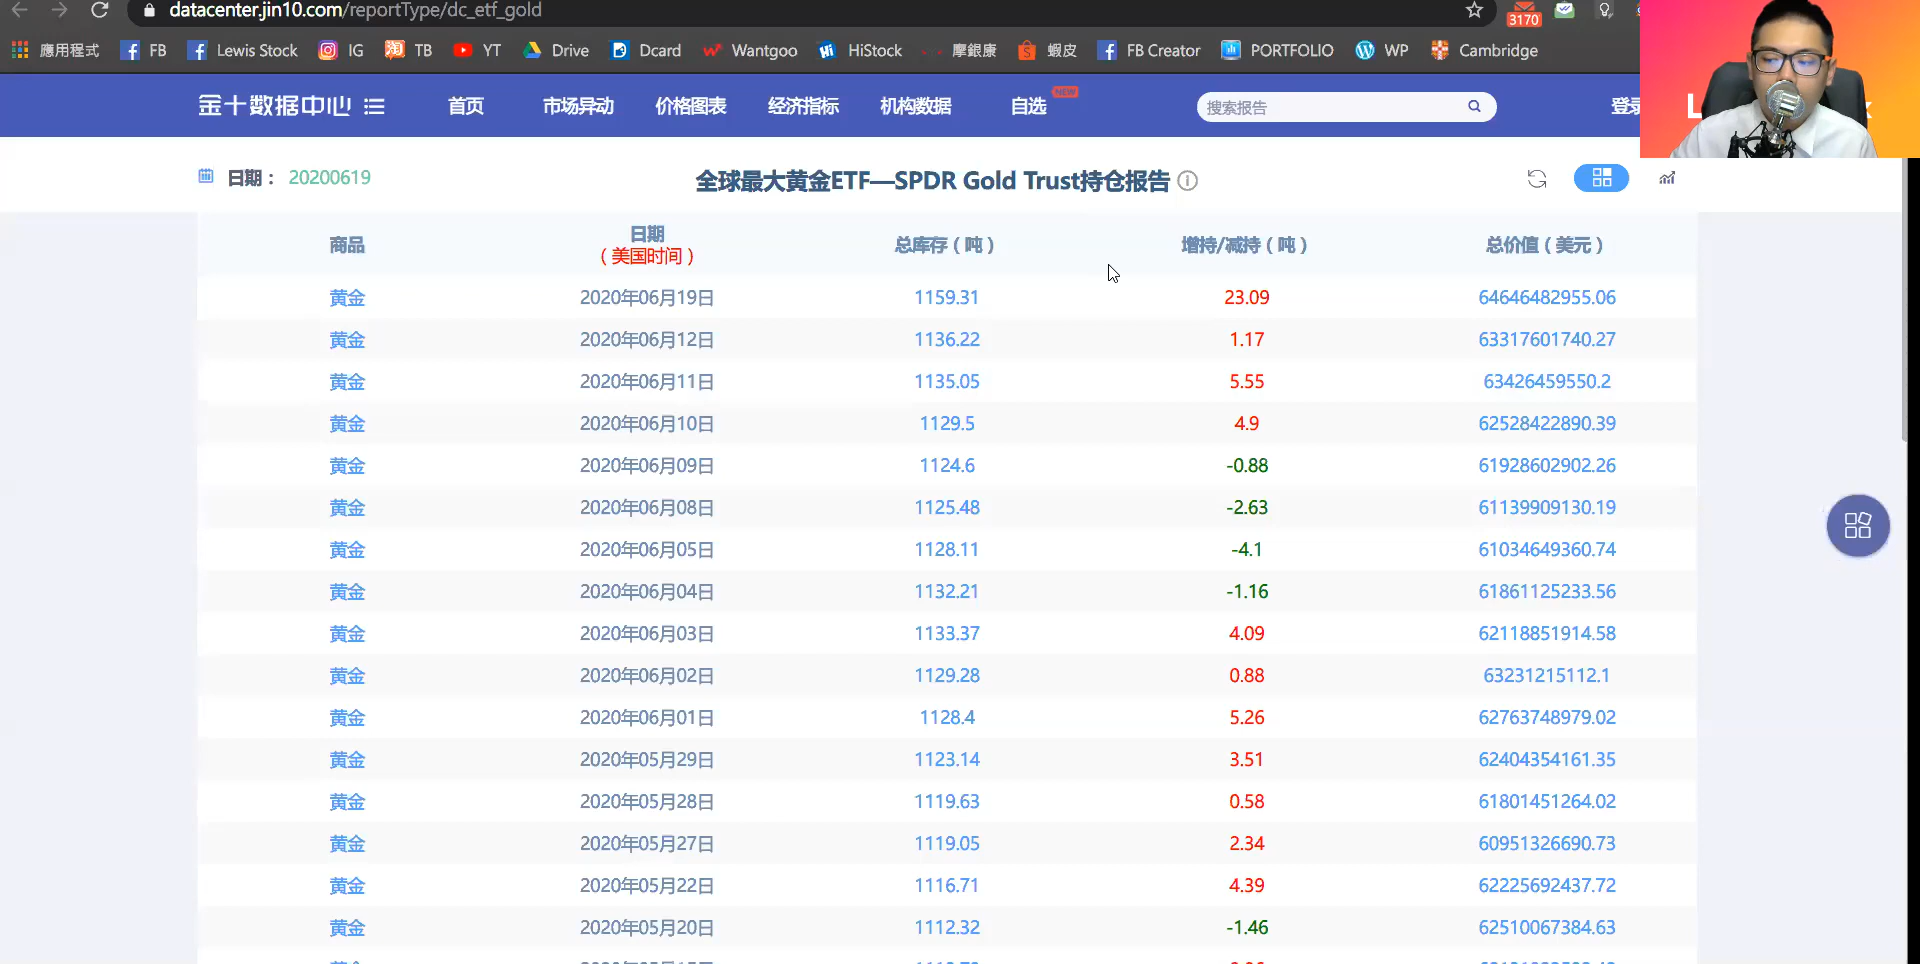 datacenter.jin10.com/reportType/dc_etf_gold
3170
應用程式 FB Lewis Stock IG TB YT Drive Dcard Wantgoo HiStock 摩銀康 蝦皮 FB Creator PORTFOLIO WP Cambridge
金十数据中心 首页 市场异动 价格图表 经济指标 机构数据 自选 NEW 搜索报告 登录
日期： 20200619 全球最大黄金ETF—SPDR Gold Trust持仓报告
商品 日期 总库存（吨） 增持/减持（吨） 总价值（美元）
（美国时间）
黄金 2020年06月19日 1159.31 23.09 64646482955.06
黄金 2020年06月12日 1136.22 1.17 63317601740.27
黄金 2020年06月11日 1135.05 5.55 63426459550.2
黄金 2020年06月10日 1129.5 4.9 62528422890.39
黄金 2020年06月09日 1124.6 -0.88 61928602902.26
黄金 2020年06月08日 1125.48 -2.63 61139909130.19
黄金 2020年06月05日 1128.11 -4.1 61034649360.74
黄金 2020年06月04日 1132.21 -1.16 61861125233.56
黄金 2020年06月03日 1133.37 4.09 62118851914.58
黄金 2020年06月02日 1129.28 0.88 63231215112.1
黄金 2020年06月01日 1128.4 5.26 62763748979.02
黄金 2020年05月29日 1123.14 3.51 62404354161.35
黄金 2020年05月28日 1119.63 0.58 61801451264.02
黄金 2020年05月27日 1119.05 2.34 60951326690.73
黄金 2020年05月22日 1116.71 4.39 62225692437.72
黄金 2020年05月20日 1112.32 -1.46 62510067384.63